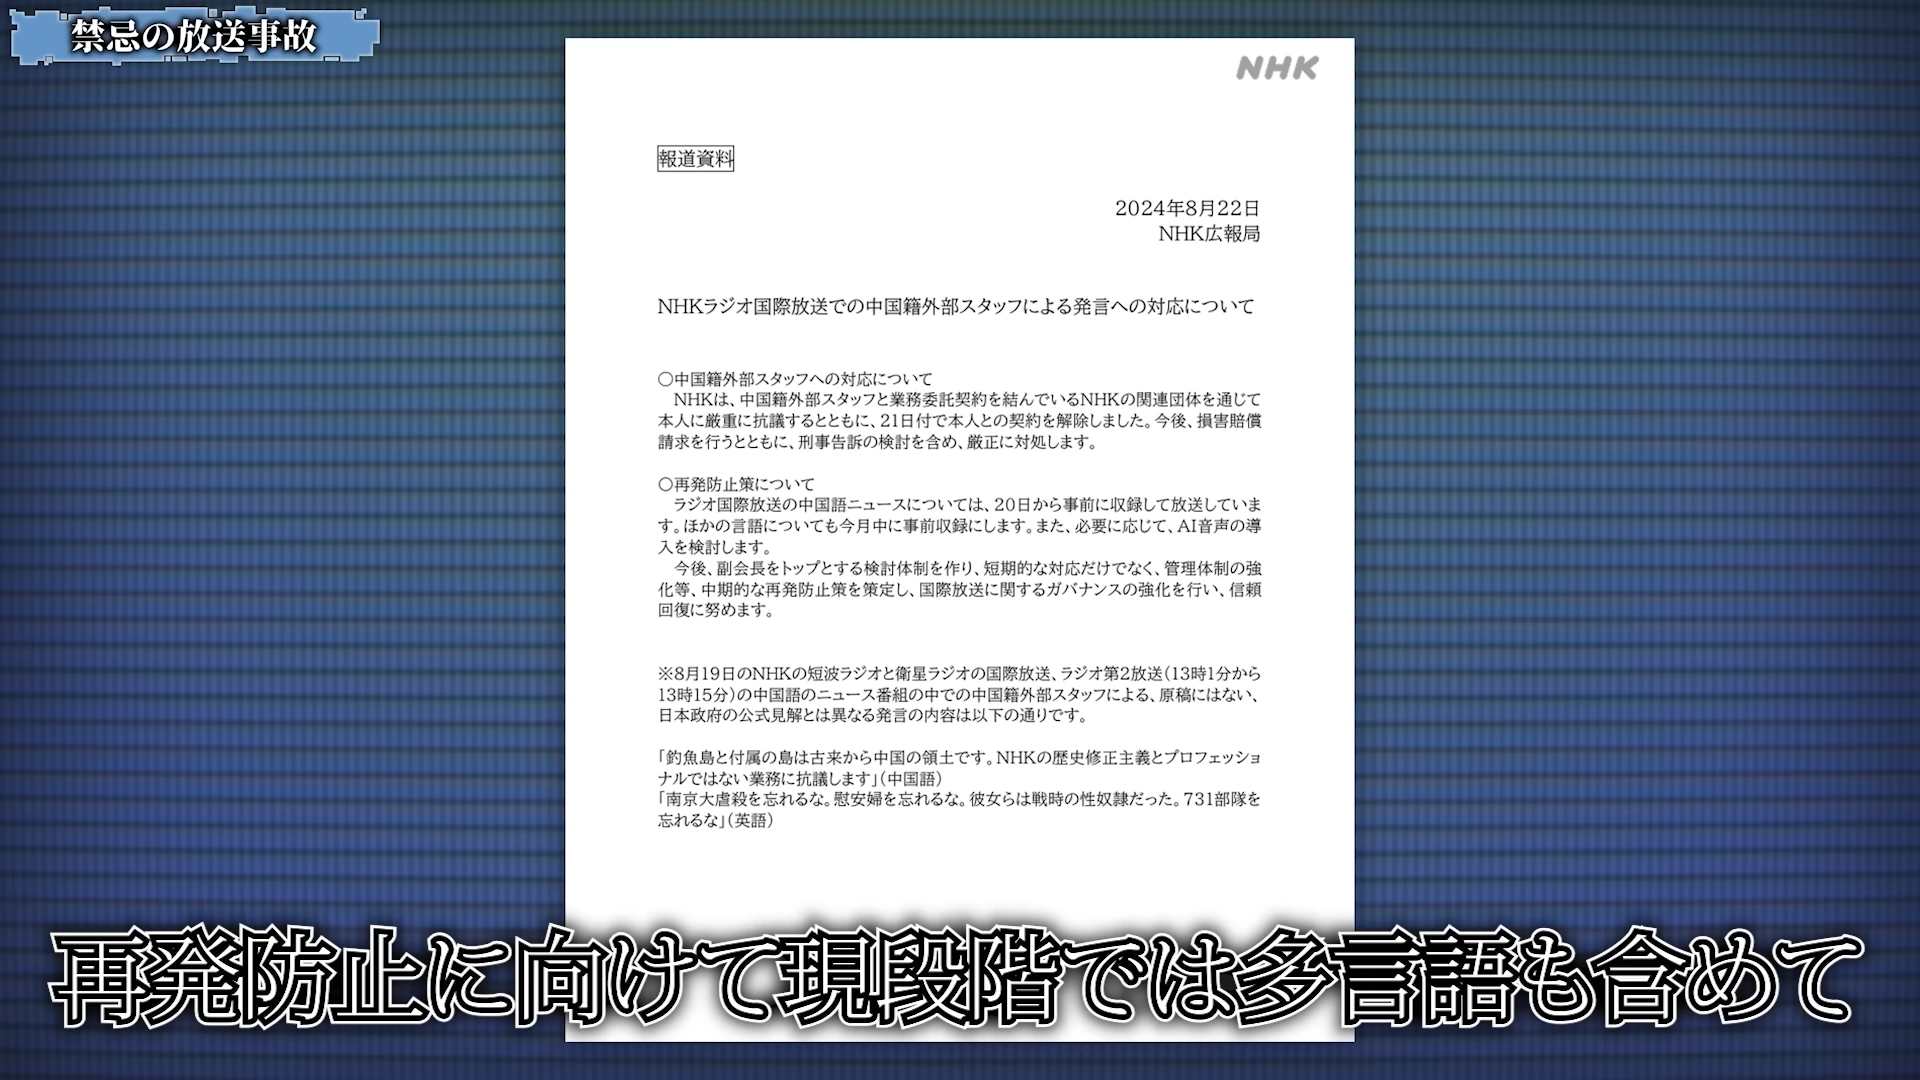 禁忌の放送事故
NHK
報道資料
2024年8月22日
NHK広報局
NHKラジオ国際放送での中国籍外部スタッフによる発言への対応について
○中国籍外部スタッフへの対応について
NHKは、中国籍外部スタッフと業務委託契約を結んでいるNHKの関連団体を通じて
本人に厳重に抗議するとともに、21日付で本人との契約を解除しました。今後、損害賠償
請求を行うとともに、刑事告訴の検討を含め、厳正に対処します。
○再発防止策について
ラジオ国際放送の中国語ニュースについては、20日から事前に収録して放送していま
す。ほかの言語についても今月中に事前収録にします。また、必要に応じて、AI音声の導
入を検討します。
今後、副会長をトップとする検討体制を作り、短期的な対応だけでなく、管理体制の強
化等、中期的な再発防止策を策定し、国際放送に関するガバナンスの強化を行い、信頼
回復に努めます。
※8月19日のNHKの短波ラジオと衛星ラジオの国際放送、ラジオ第2放送(13時1分から
13時15分)の中国語のニュース番組の中での中国籍外部スタッフによる、原稿にはない、
日本政府の公式見解とは異なる発言の内容は以下の通りです。
「釣魚島と付属の島は古来から中国の領土です。NHKの歴史修正主義とプロフェッショ
ナルではない業務に抗議します」(中国語)
「南京大虐殺を忘れるな。慰安婦を忘れるな。彼女らは戦時の性奴隷だった。731部隊を
忘れるな」(英語)
再発防止に向けて現段階では多言語も含めて